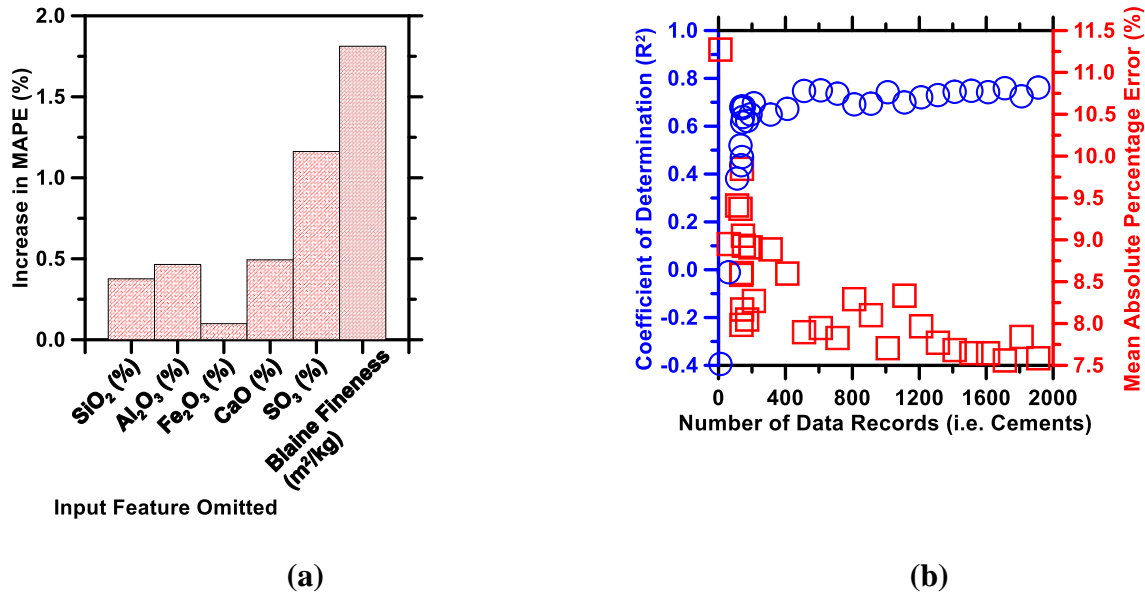 2.0
1.5
1.0
0.5
0.0
Increase in MAPE (%)
SiO₂ (%)
Al₂O₃ (%)
Fe₂O₃ (%)
CaO (%)
SO₃ (%)
Blaine Fineness
(m²/kg)
Input Feature Omitted
(a)
1.0
0.8
0.6
0.4
0.2
0.0
-0.2
-0.4
Coefficient of Determination (R²)
11.5
11.0
10.5
10.0
9.5
9.0
8.5
8.0
7.5
Mean Absolute Percentage Error (%)
0 400 800 1200 1600 2000
Number of Data Records (i.e. Cements)
(b)